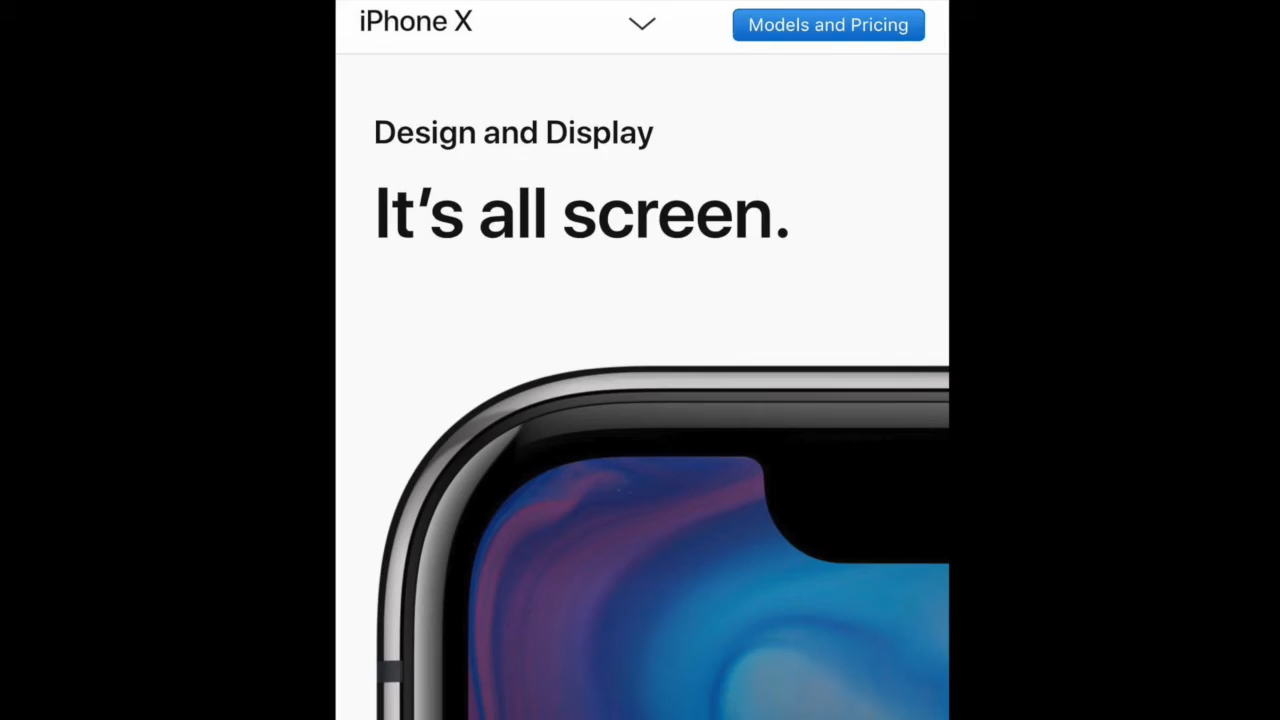 iPhone X
Models and Pricing
Design and Display
It’s all screen.